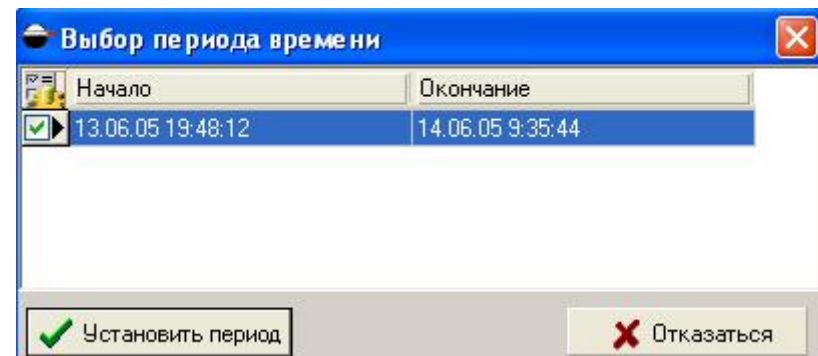 Выбор периода времени
Начало Окончание
13.06.05 19:48:12 14.06.05 9:35:44
Установить период Отказаться